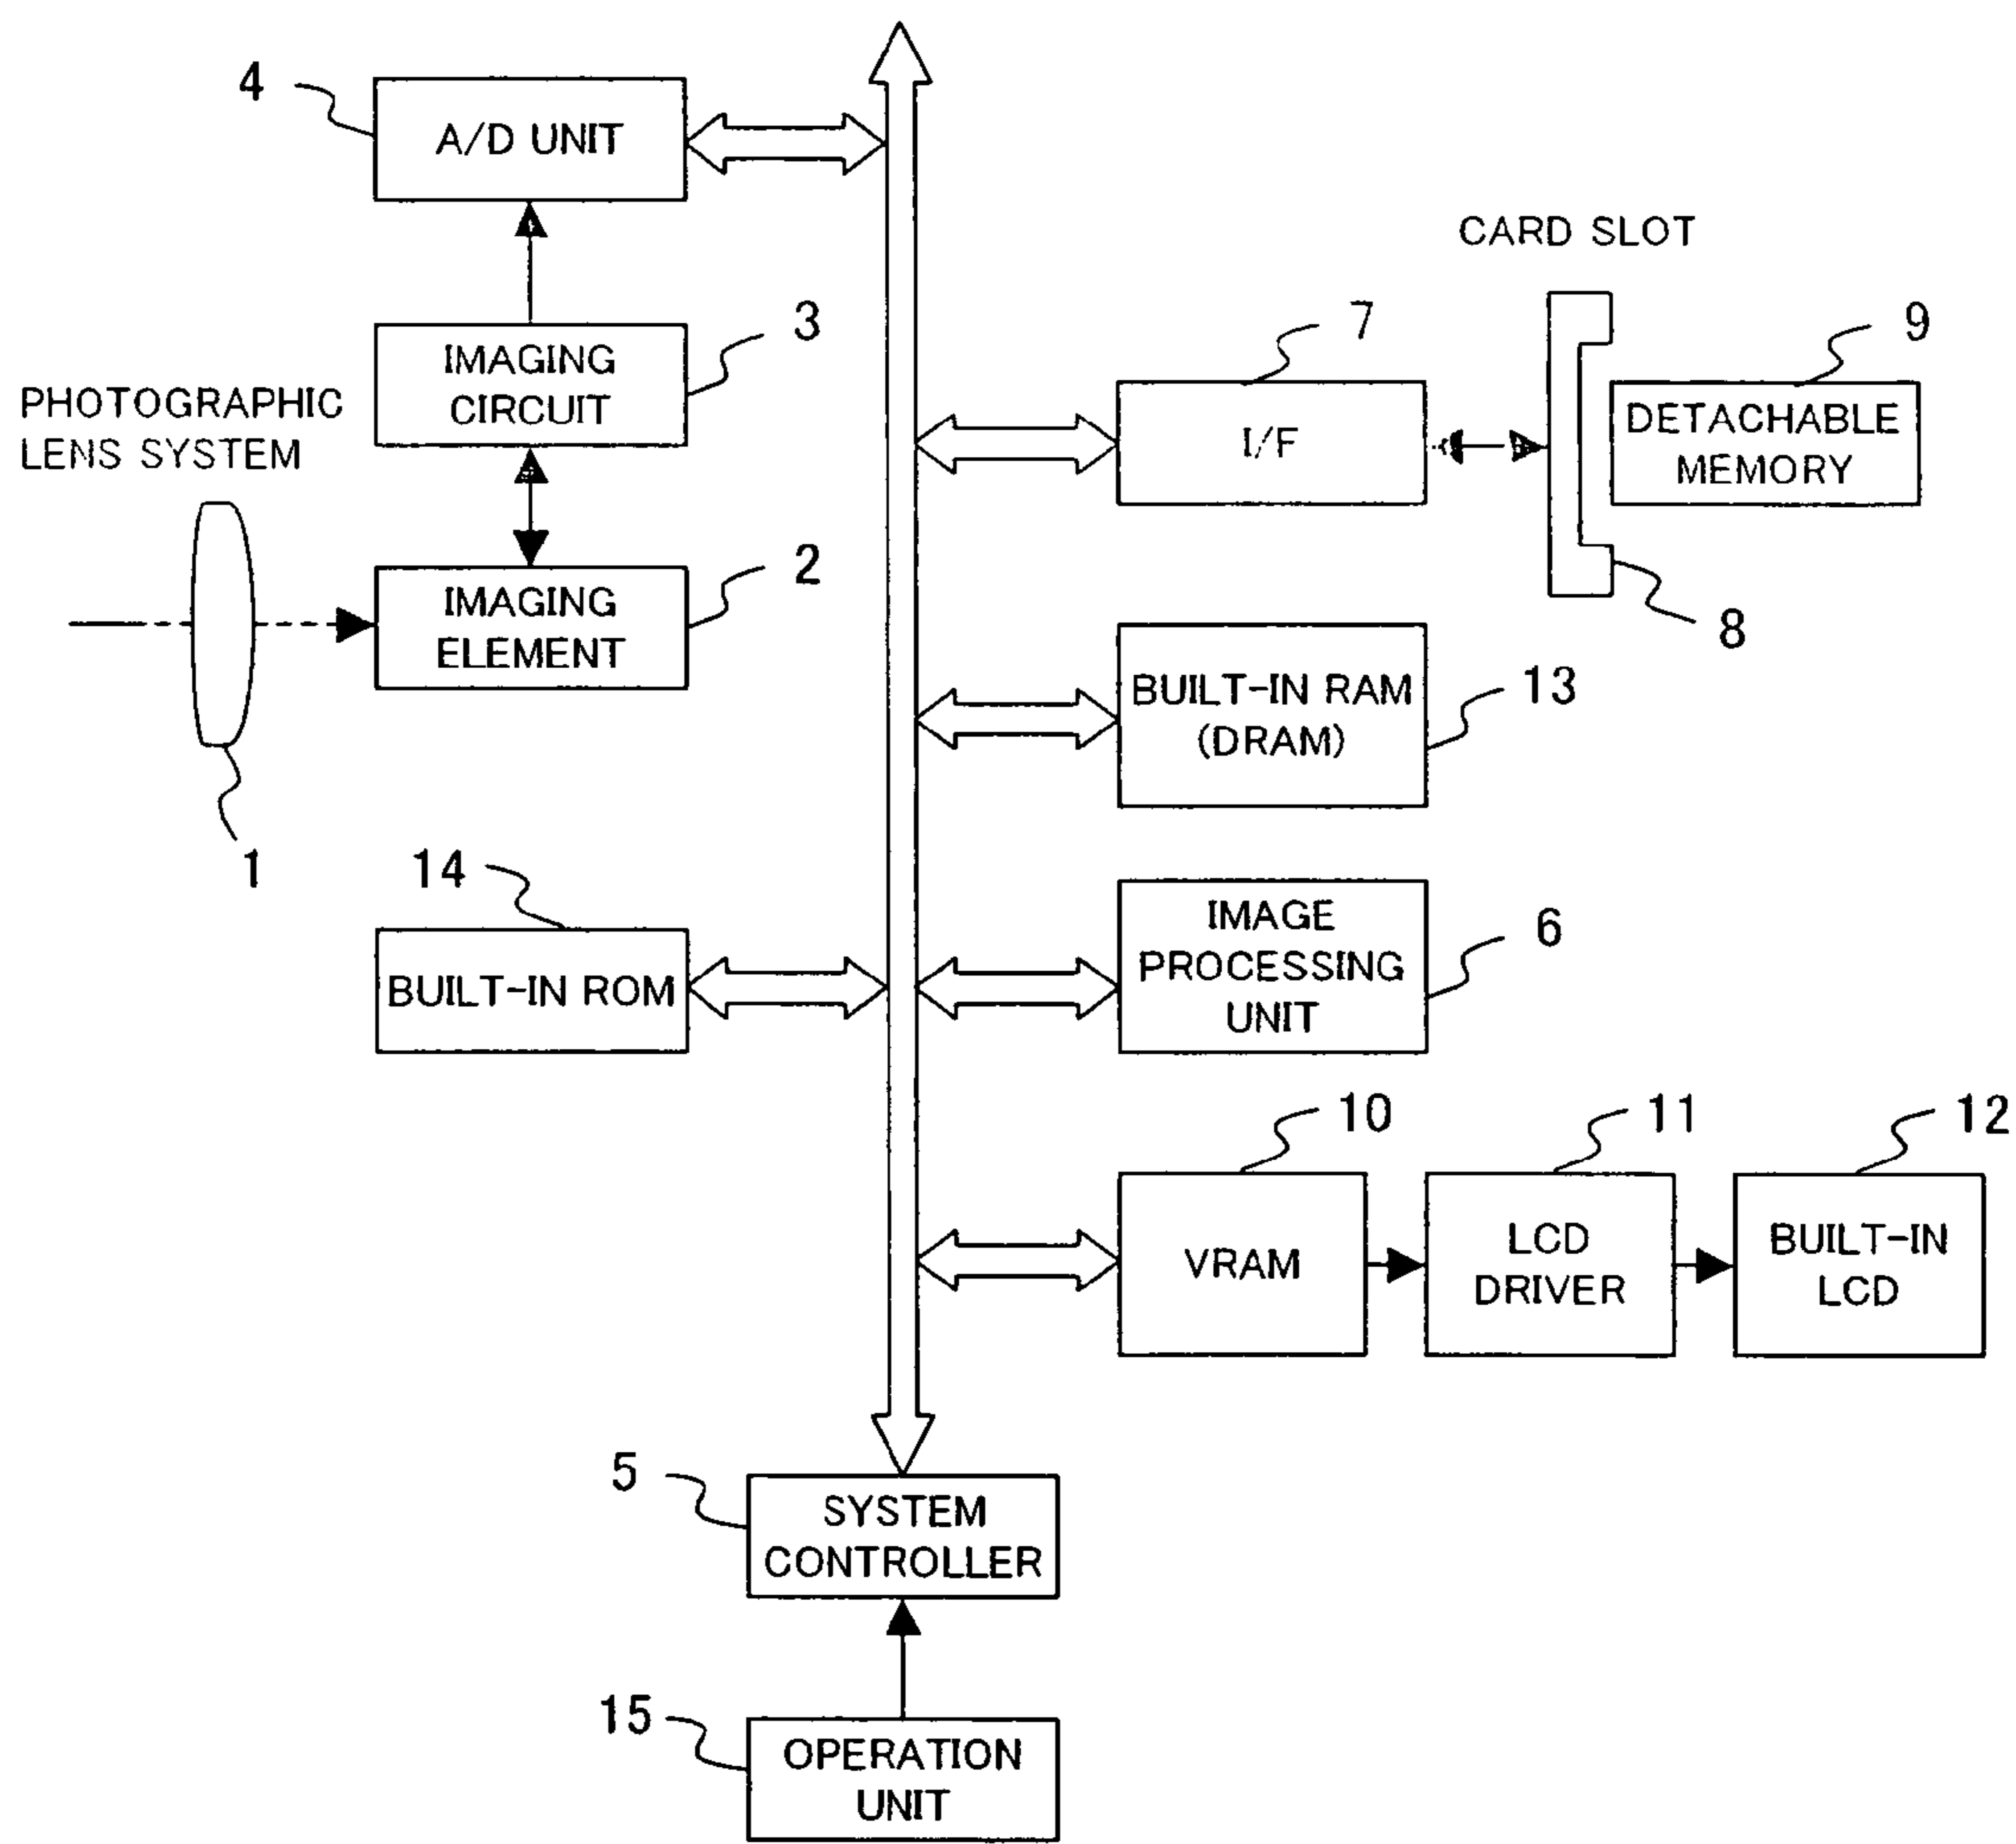 4
A/D UNIT
CARD SLOT
3
IMAGING
CIRCUIT
PHOTOGRAPHIC
LENS SYSTEM
7
I/F
9
DETACHABLE
MEMORY
2
IMAGING
ELEMENT
8
1
BUILT-IN RAM
(DRAM)
13
14
BUILT-IN ROM
IMAGE
PROCESSING
UNIT
6
10
VRAM
11
LCD
DRIVER
12
BUILT-IN
LCD
5
SYSTEM
CONTROLLER
15
OPERATION
UNIT